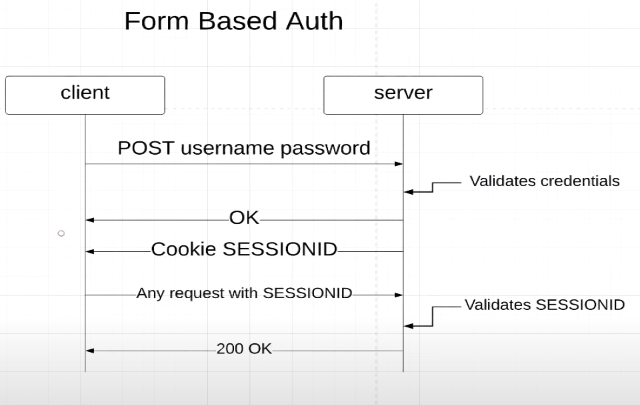 Form Based Auth
client
server
POST username password
Validates credentials
OK
Cookie SESSIONID
Any request with SESSIONID
Validates SESSIONID
200 OK